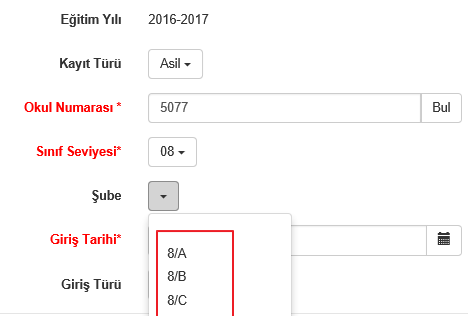 Eğitim Yılı 2016-2017
Kayıt Türü Asil
Okul Numarası * 5077 Bul
Sınıf Seviyesi* 08
Şube
8/A
Giriş Tarihi*
8/B
Giriş Türü
8/C